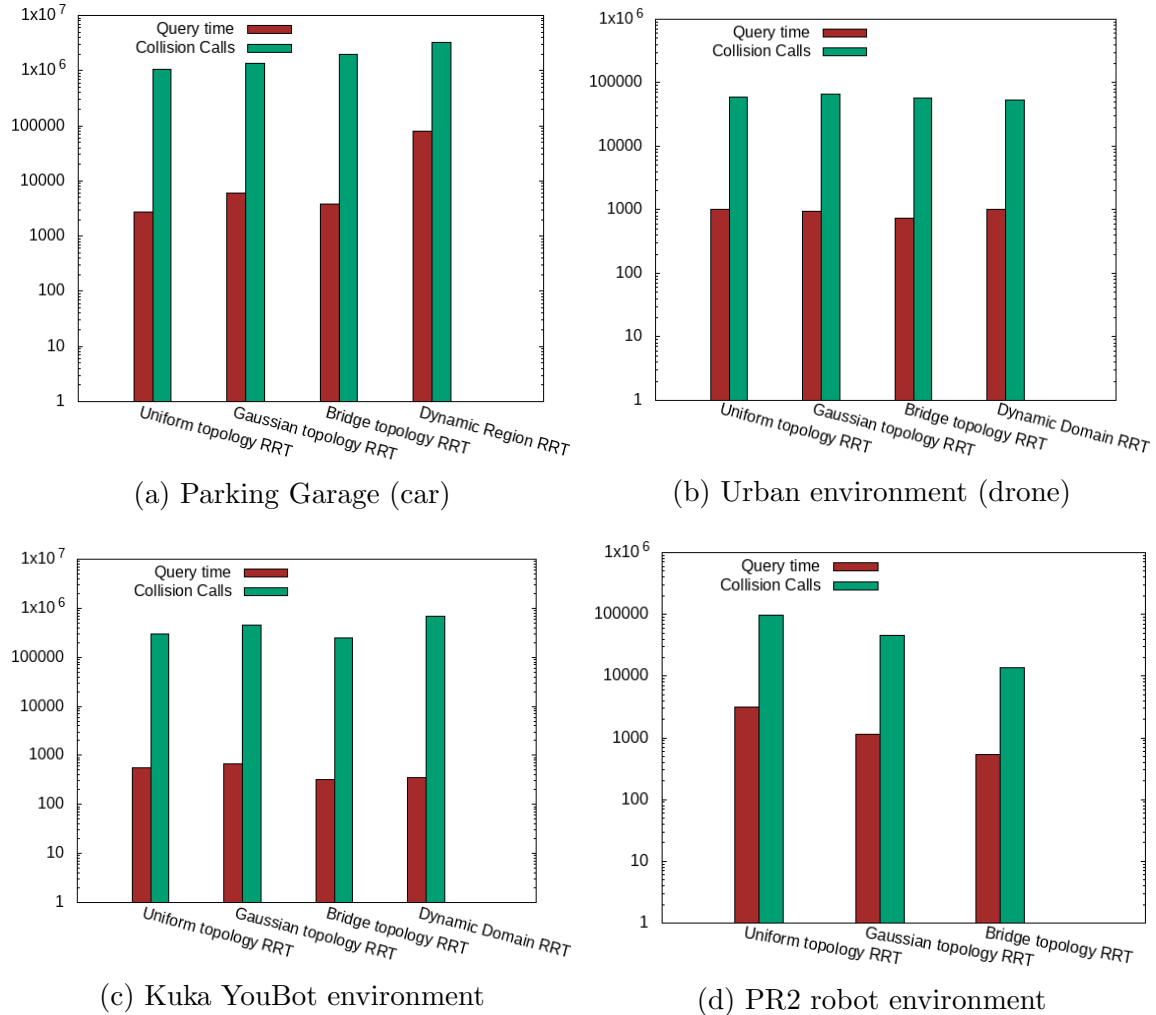 1x10^7
1x10^6
100000
10000
1000
100
10
1
Query time
Collision Calls
Uniform topology RRT
Gaussian topology RRT
Bridge topology RRT
Dynamic Region RRT
(a) Parking Garage (car)
1x10^6
100000
10000
1000
100
10
1
Query time
Collision Calls
Uniform topology RRT
Gaussian topology RRT
Bridge topology RRT
Dynamic Domain RRT
(b) Urban environment (drone)
1x10^7
1x10^6
100000
10000
1000
100
10
1
Query time
Collision Calls
Uniform topology RRT
Gaussian topology RRT
Bridge topology RRT
Dynamic Domain RRT
(c) Kuka YouBot environment
1x10^6
100000
10000
1000
100
10
1
Query time
Collision Calls
Uniform topology RRT
Gaussian topology RRT
Bridge topology RRT
(d) PR2 robot environment